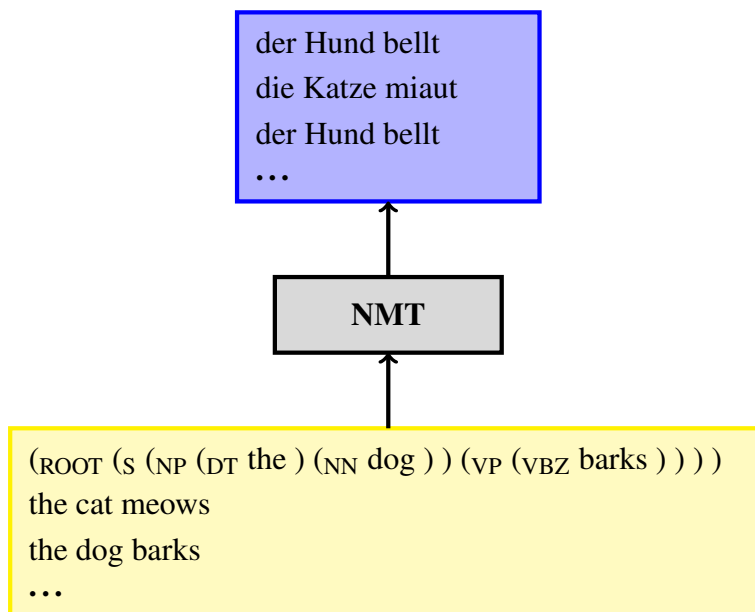 der Hund bellt
die Katze miaut
der Hund bellt
...
NMT
(ROOT (S (NP (DT the ) (NN dog ) ) (VP (VBZ barks ) ) ) )
the cat meows
the dog barks
...